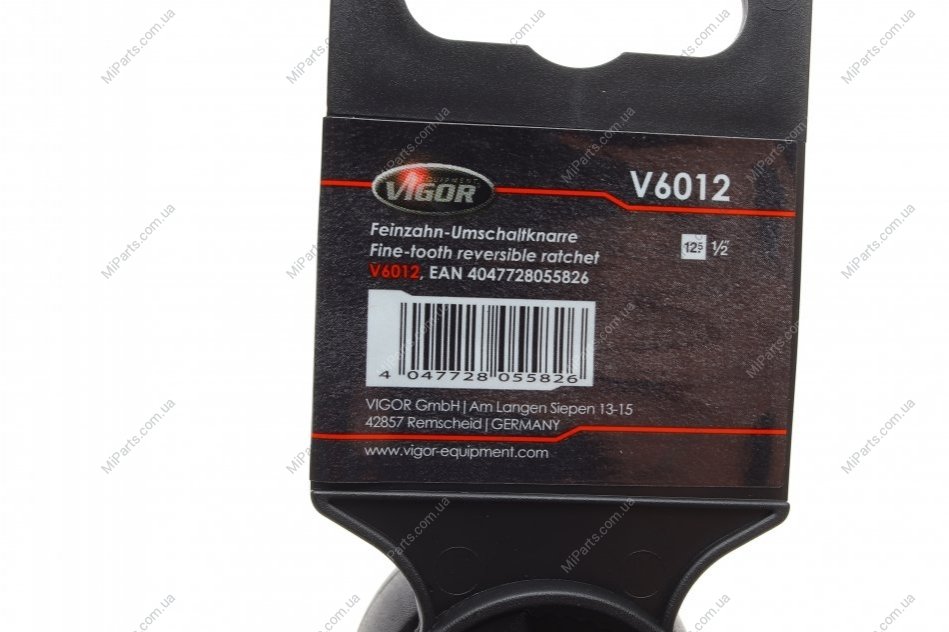 EQUIPMENT
VIGOR
V6012
Feinzahn-Umschaltknarre
Fine-tooth reversible ratchet
V6012, EAN 4047728055826
12,5 1/2"
4 047728 055826
VIGOR GmbH | Am Langen Siepen 13-15
42857 Remscheid | GERMANY
www.vigor-equipment.com
MiParts.com.ua